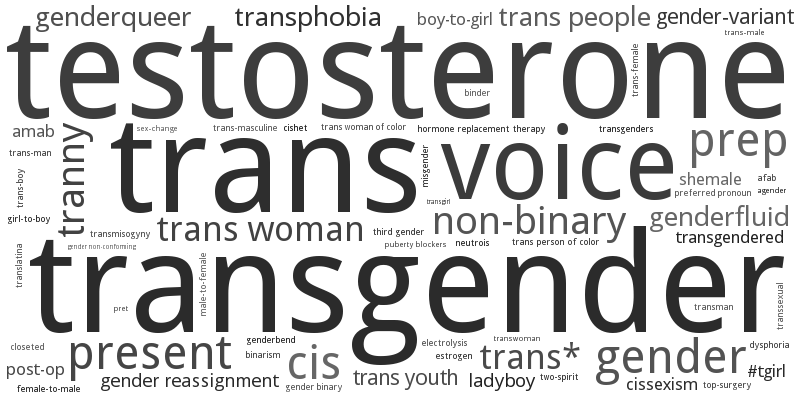 genderqueer
transphobia
boy-to-girl
trans people
gender-variant
trans-male
testosterone
trans-female
binder
amab
sex-change
trans-masculine
cishet
trans woman of color
hormone replacement therapy
transgenders
prep
tranny
trans
voice
trans-man
misgender
shemale
afab
trans-boy
preferred pronoun
agender
transgirl
girl-to-boy
non-binary
genderfluid
trans woman
transmisogyny
third gender
transgendered
gender non-conforming
puberty blockers
neutrois
trans person of color
translatina
transgender
male-to-female
transsexual
pret
transman
closeted
present
genderbend
electrolysis
transwoman
dysphoria
binarism
cis
estrogen
trans*
gender
post-op
#tgirl
gender reassignment
trans youth
ladyboy
two-spirit
cissexism
top-surgery
female-to-male
gender binary